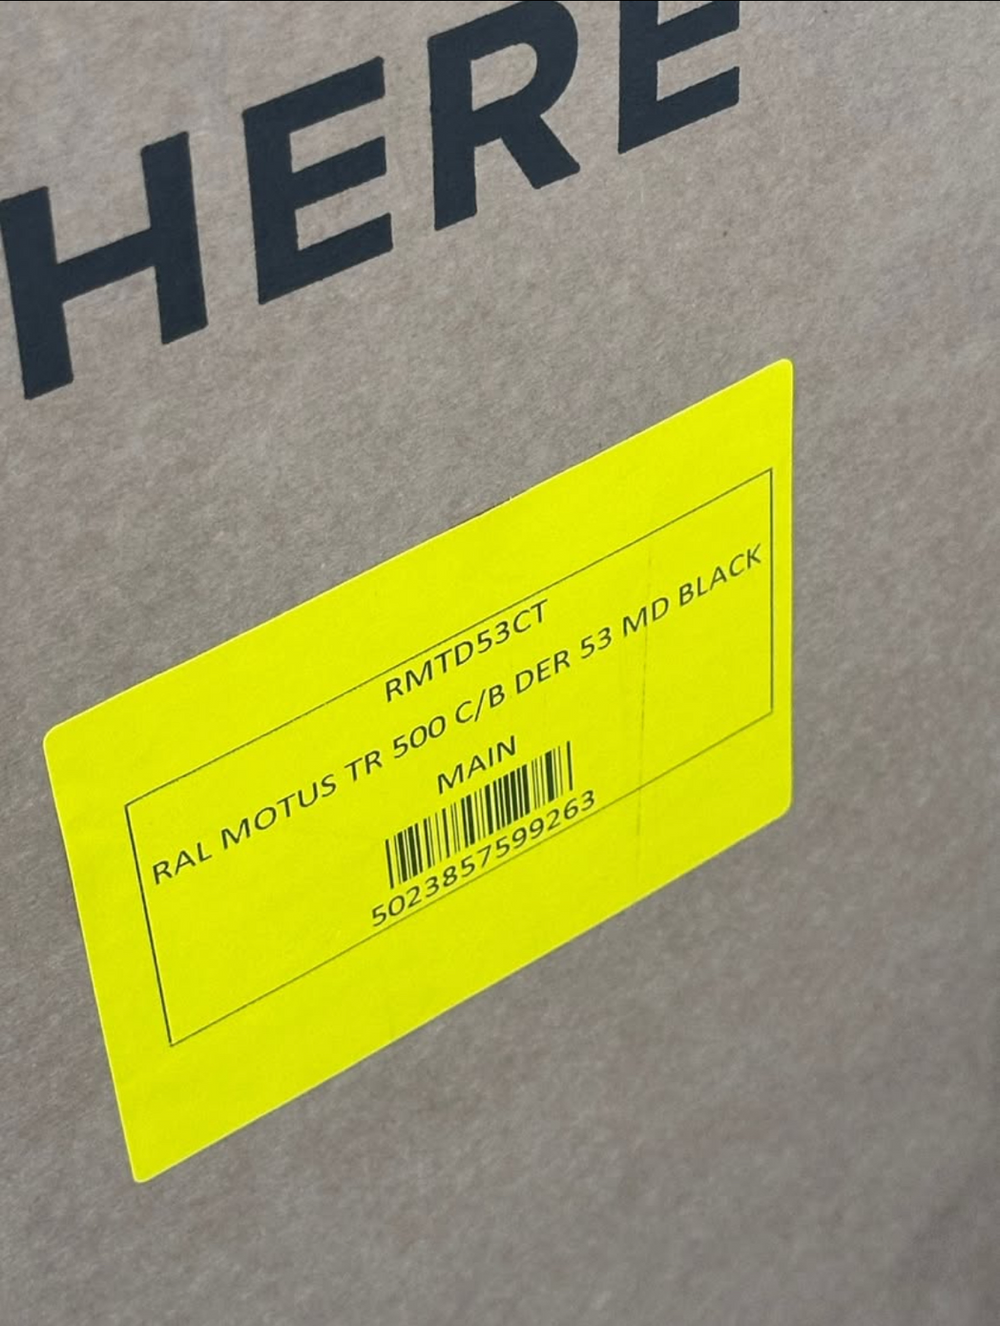 HERE
RMTD53CT
RAL MOTUS TR 500 C/B DER 53 MD BLACK
MAIN
5023857599263